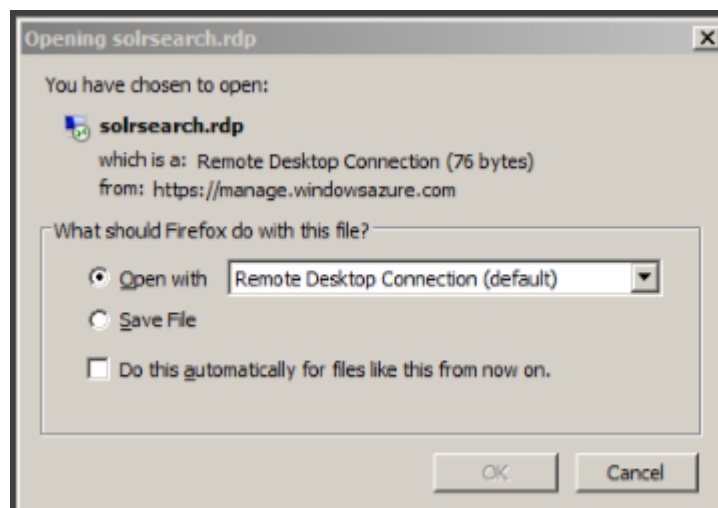 Opening solrsearch.rdp
You have chosen to open:
solrsearch.rdp
which is a: Remote Desktop Connection (76 bytes)
from: https://manage.windowsazure.com
What should Firefox do with this file?
Open with Remote Desktop Connection (default)
Save File
Do this automatically for files like this from now on.
OK Cancel